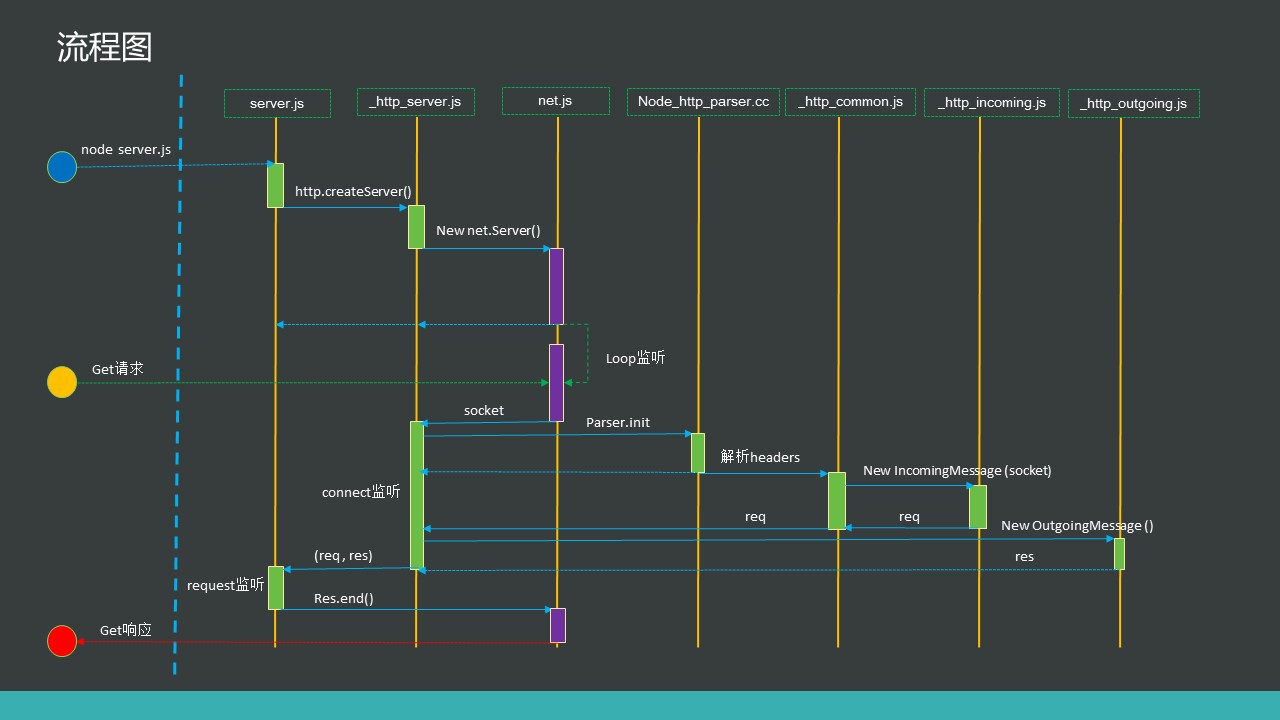 流程图
server.js
_http_server.js
net.js
Node_http_parser.cc
_http_common.js
_http_incoming.js
_http_outgoing.js
node server.js
http.createServer()
New net.Server()
Loop监听
Get请求
socket
Parser.init
解析headers
New IncomingMessage (socket)
connect监听
req
req
New OutgoingMessage ()
(req , res)
res
request监听
Res.end()
Get响应